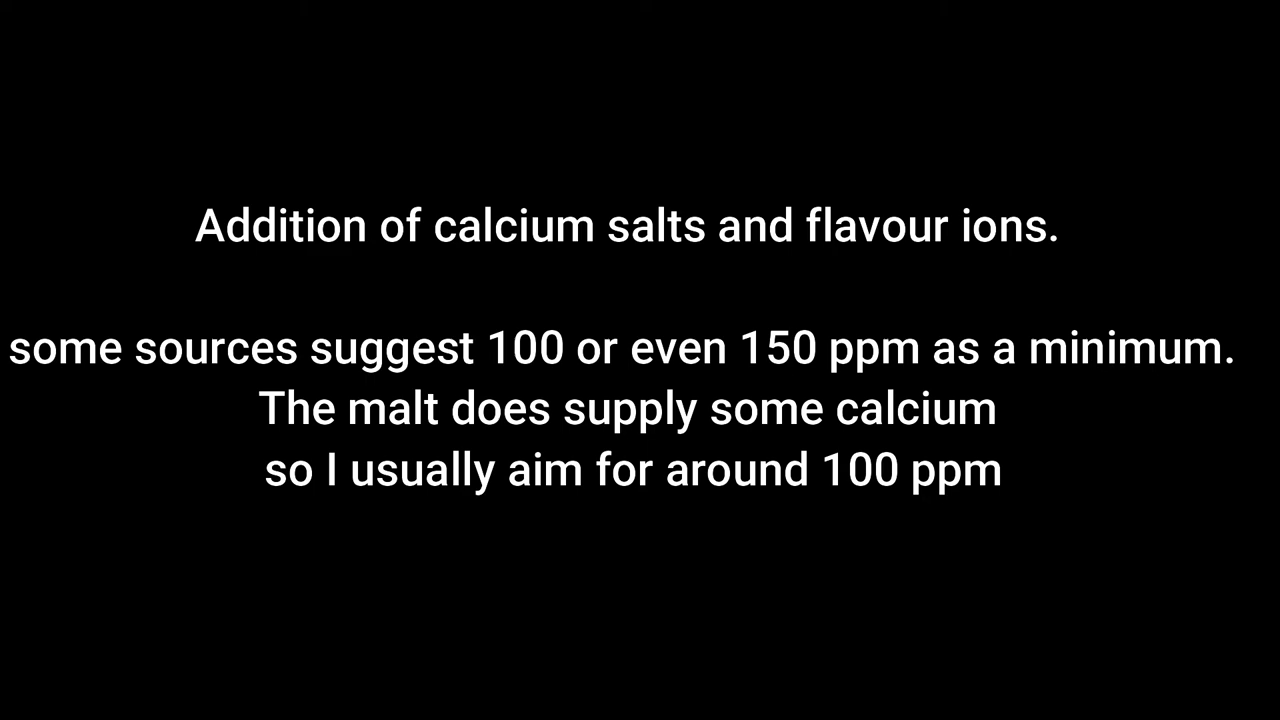 Addition of calcium salts and flavour ions.
some sources suggest 100 or even 150 ppm as a minimum.
The malt does supply some calcium
so I usually aim for around 100 ppm